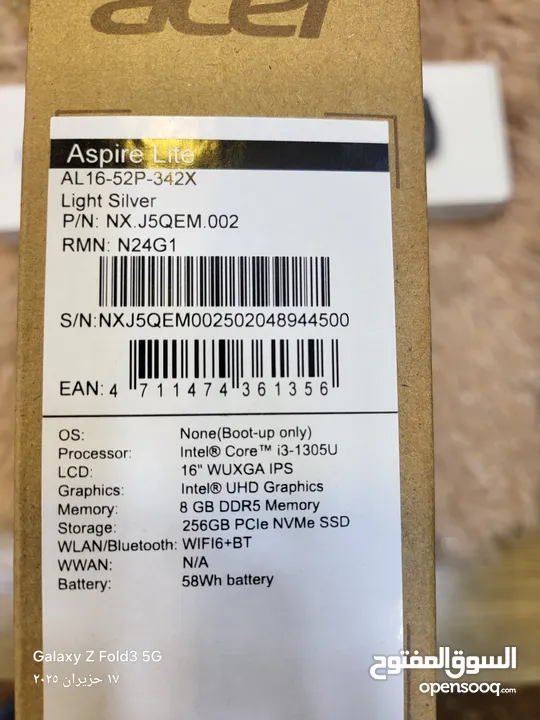 acer
Aspire Lite
AL16-52P-342X
Light Silver
P/N: NX.J5QEM.002
RMN: N24G1
S/N:NXJ5QEM002502048944500
EAN: 4 711474 361356
OS: None(Boot-up only)
Processor: Intel® Core™ i3-1305U
LCD: 16" WUXGA IPS
Graphics: Intel® UHD Graphics
Memory: 8 GB DDR5 Memory
Storage: 256GB PCIe NVMe SSD
WLAN/Bluetooth: WIFI6+BT
WWAN: N/A
Battery: 58Wh battery
Galaxy Z Fold3 5G
١٧ حزيران ٢٠٢٥
السوق المفتوح
opensooq.com